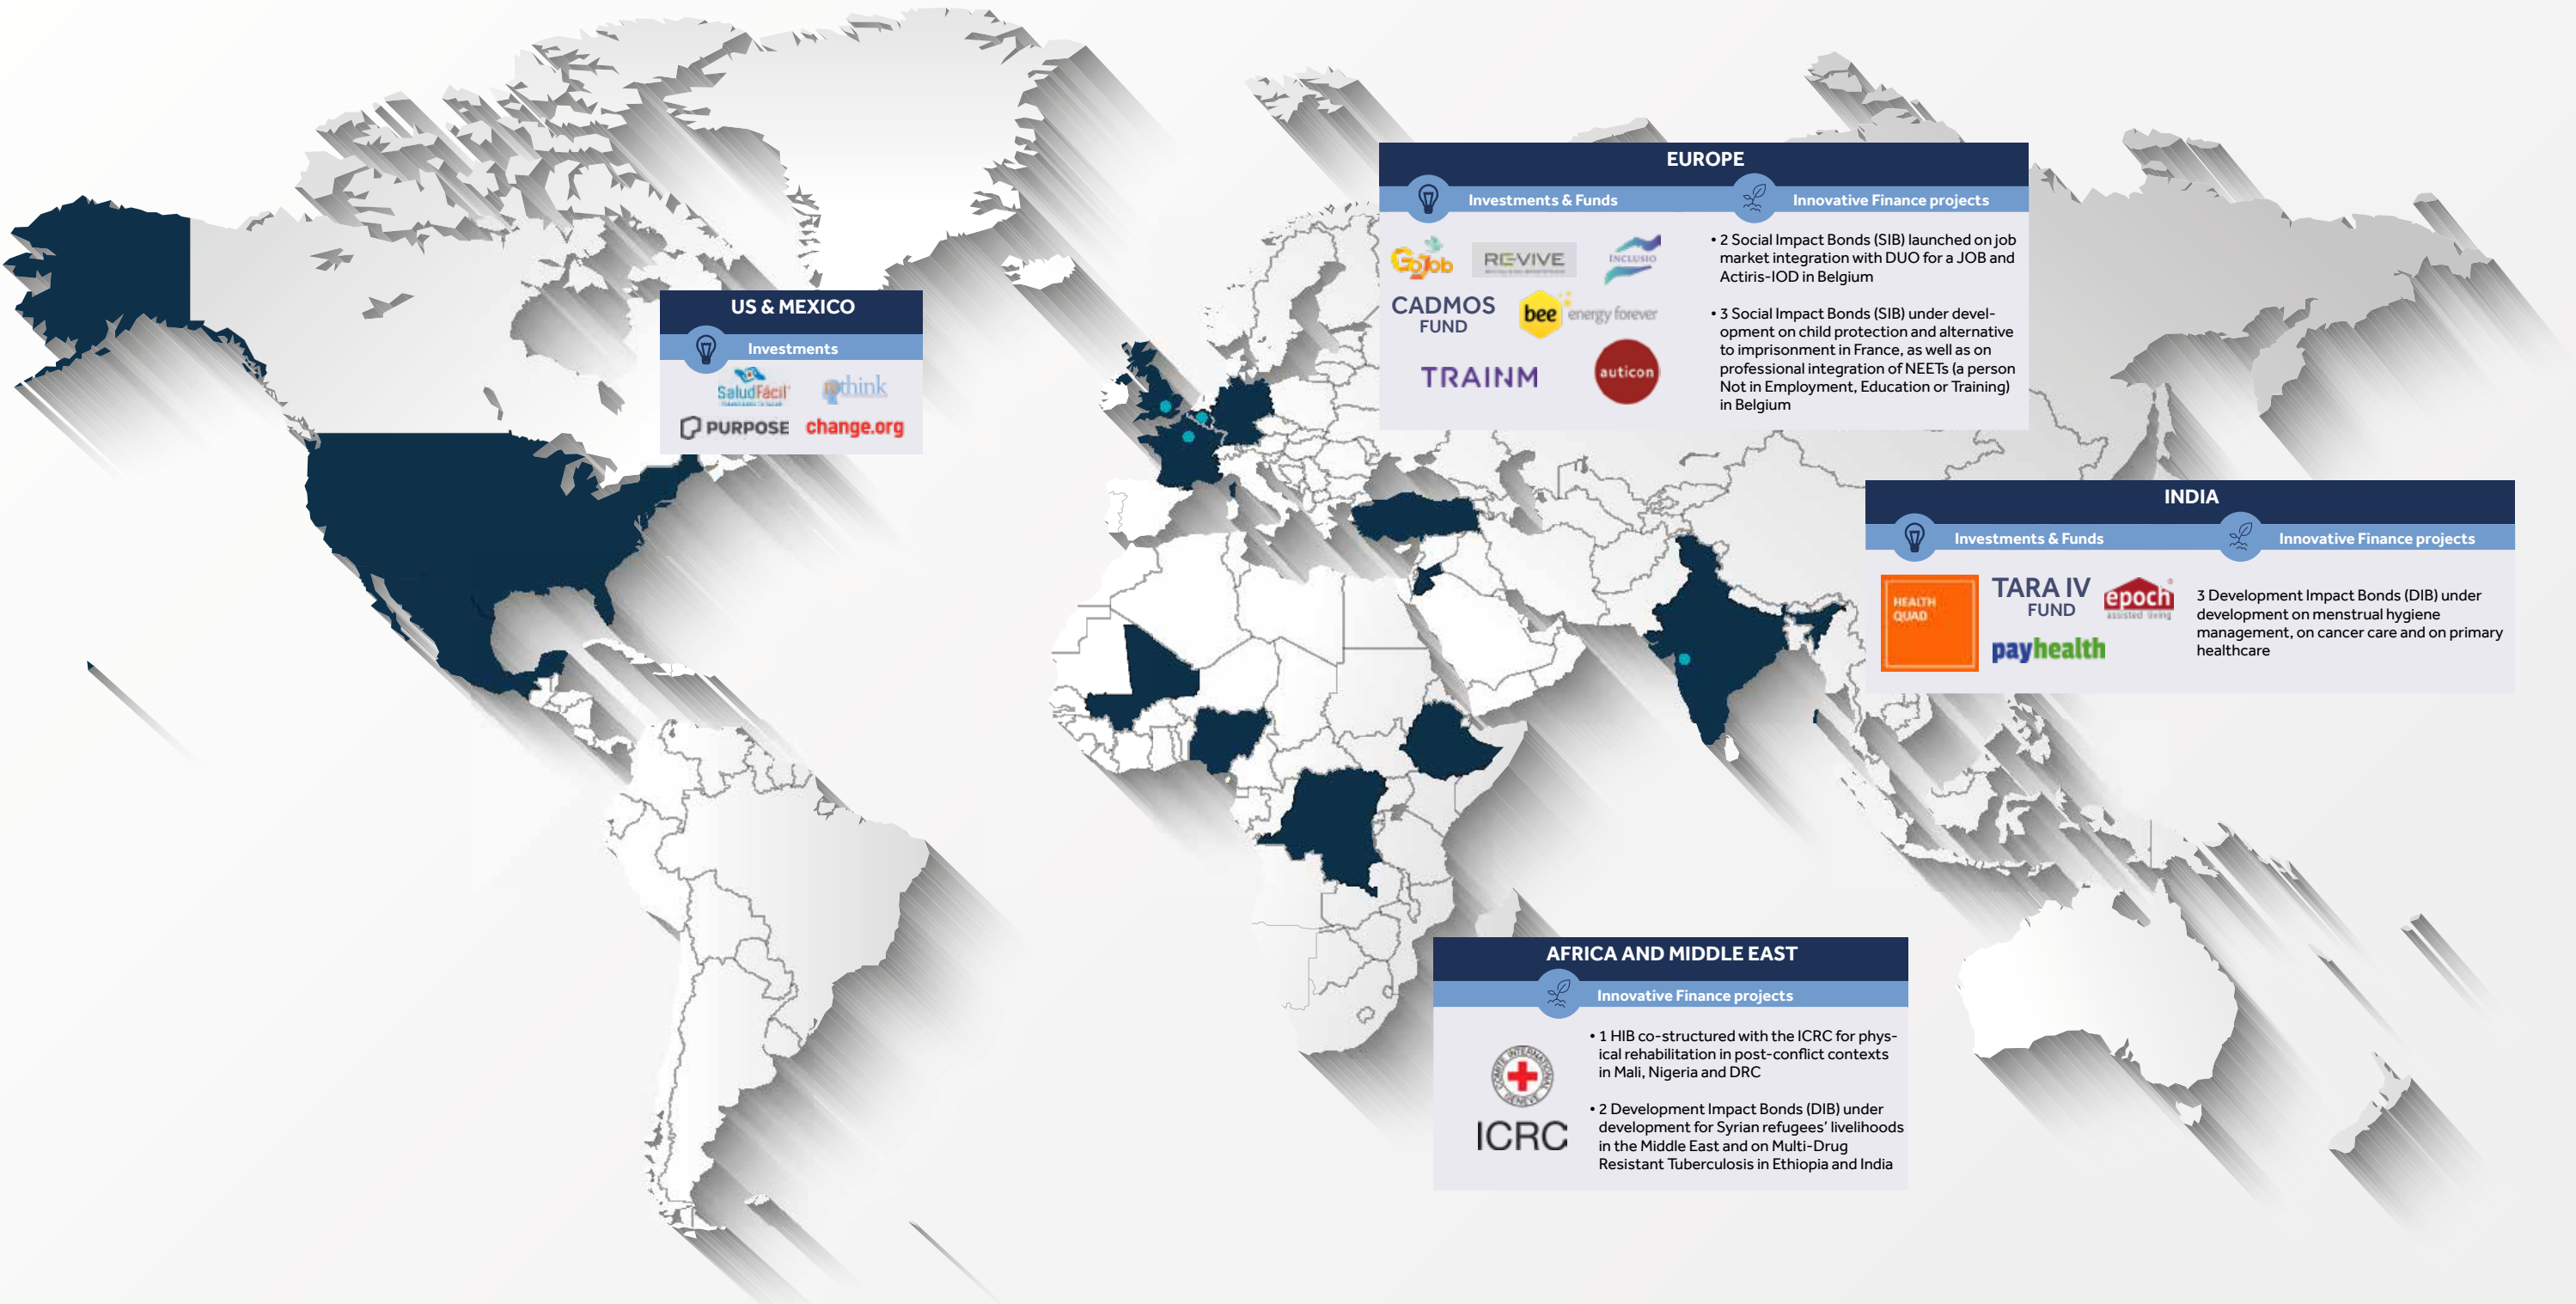 EUROPE
Investments & Funds
Innovative Finance projects
GoJob
RE-VIVE
INCLUSIO
CADMOS
FUND
bee energy forever
TRAINM
auticon
• 2 Social Impact Bonds (SIB) launched on job
market integration with DUO for a JOB and
Actiris-IOD in Belgium
• 3 Social Impact Bonds (SIB) under devel-
opment on child protection and alternative
to imprisonment in France, as well as on
professional integration of NEETs (a person
Not in Employment, Education or Training)
in Belgium
US & MEXICO
Investments
SaludFácil
rethink
PURPOSE
change.org
INDIA
Investments & Funds
Innovative Finance projects
HEALTH
QUAD
TARA IV
FUND
epoch
assisted living
payhealth
3 Development Impact Bonds (DIB) under
development on menstrual hygiene
management, on cancer care and on primary
healthcare
AFRICA AND MIDDLE EAST
Innovative Finance projects
COMITE INTERNATIONAL
GENEVE
ICRC
• 1 HIB co-structured with the ICRC for phys-
ical rehabilitation in post-conflict contexts
in Mali, Nigeria and DRC
• 2 Development Impact Bonds (DIB) under
development for Syrian refugees’ livelihoods
in the Middle East and on Multi-Drug
Resistant Tuberculosis in Ethiopia and India